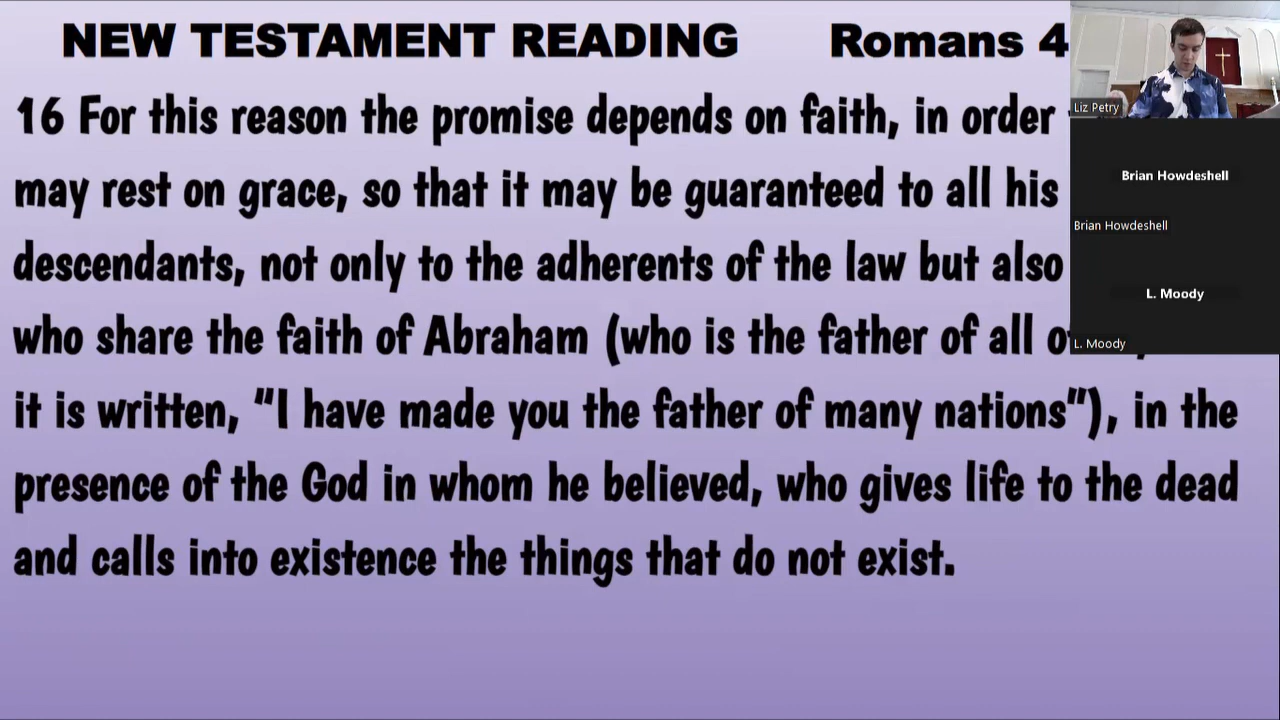 NEW TESTAMENT READING Romans 4
16 For this reason the promise depends on faith, in order
may rest on grace, so that it may be guaranteed to all his
descendants, not only to the adherents of the law but also
who share the faith of Abraham (who is the father of all
it is written, “I have made you the father of many nations”), in the
presence of the God in whom he believed, who gives life to the dead
and calls into existence the things that do not exist.
Liz Petry
Brian Howdeshell
Brian Howdeshell
L. Moody
L. Moody